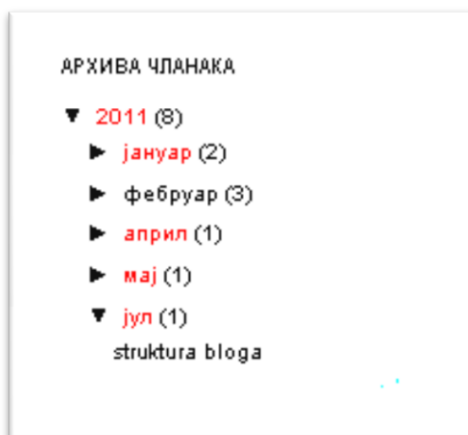 АРХИВА ЧЛАНАКА
▼ 2011 (8)
► јануар (2)
► фебруар (3)
► април (1)
► мај (1)
▼ јул (1)
struktura bloga